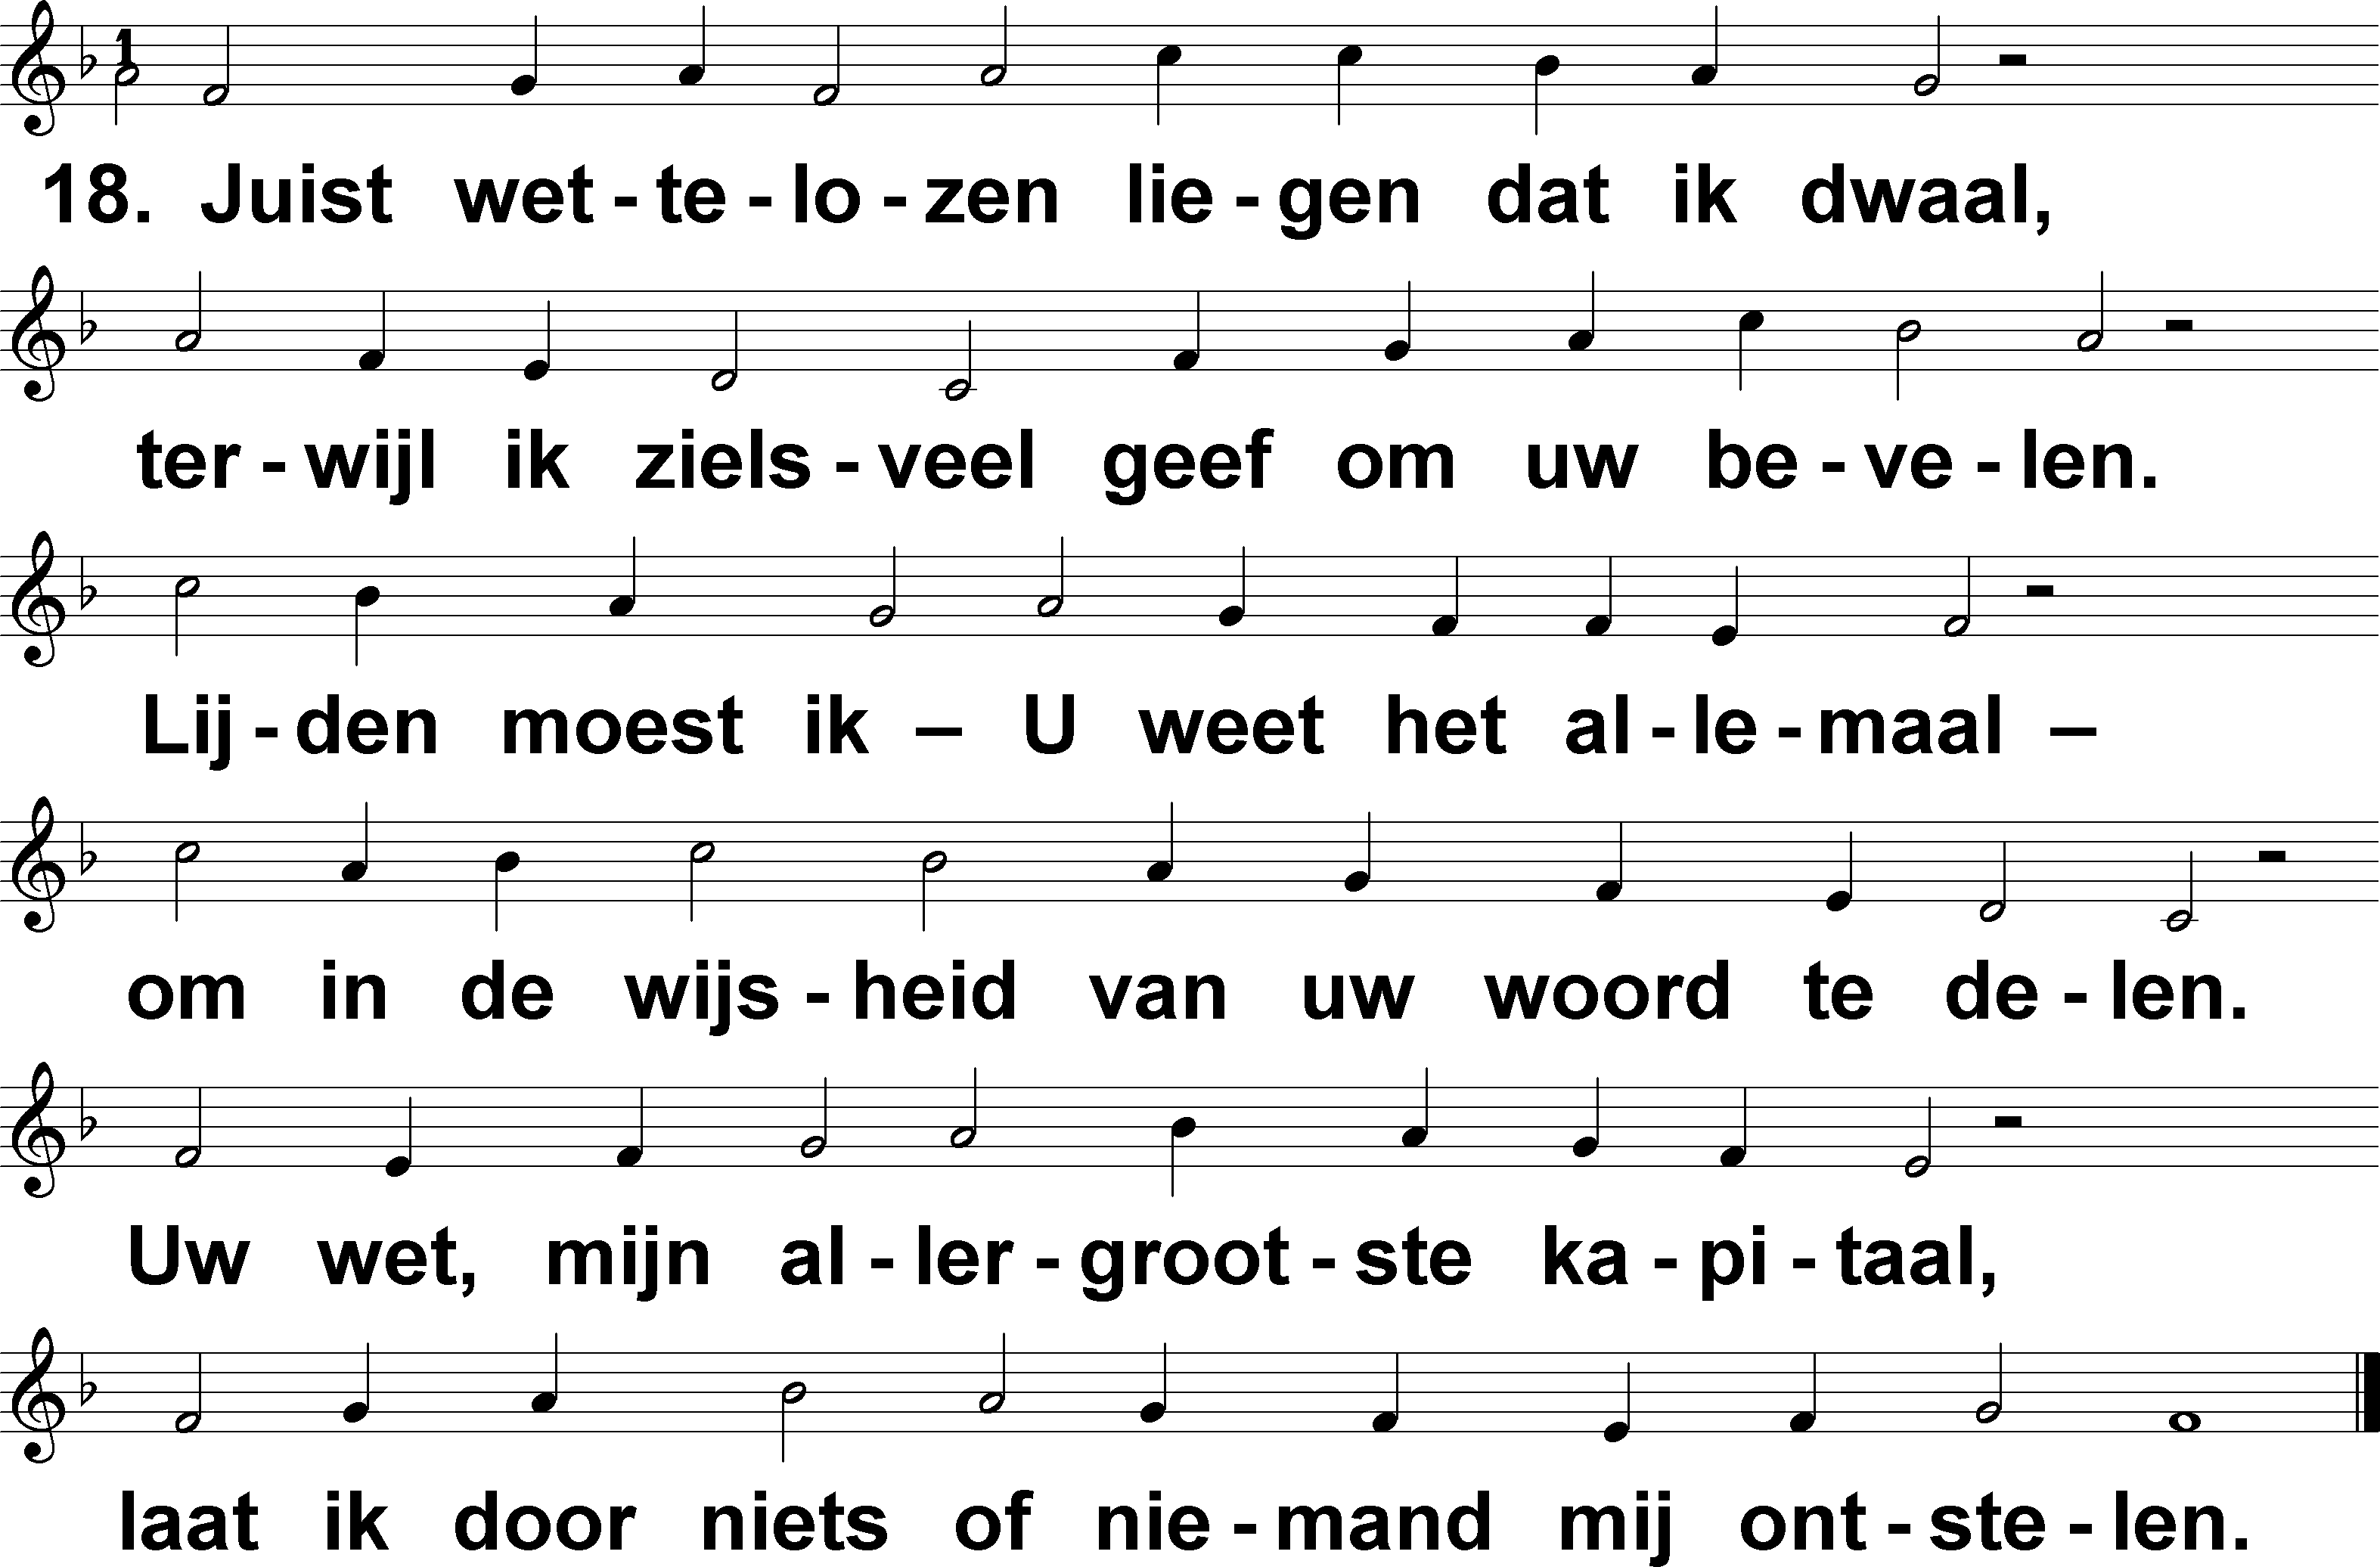 18. Juist wet - te - lo - zen lie - gen dat ik dwaal,
ter - wijl ik ziels - veel geef om uw be - ve - len.
Lij - den moest ik – U weet het al - le - maal –
om in de wijs - heid van uw woord te de - len.
Uw wet, mijn al - ler - groot - ste ka - pi - taal,
laat ik door niets of nie - mand mij ont - ste - len.